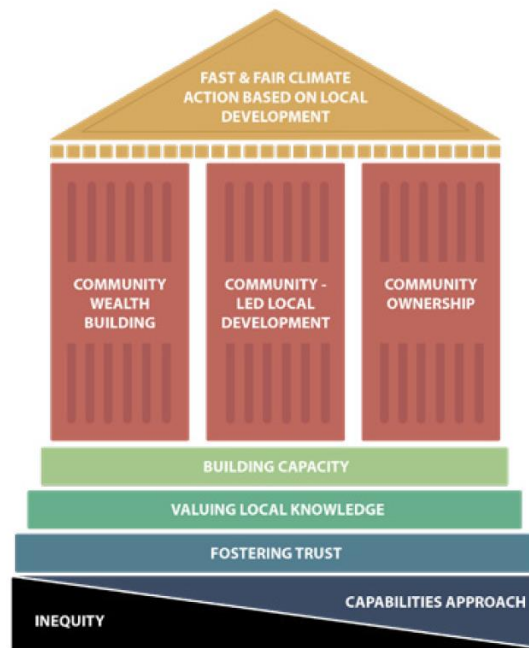 FAST & FAIR CLIMATE
ACTION BASED ON LOCAL
DEVELOPMENT
COMMUNITY
WEALTH
BUILDING
COMMUNITY -
LED LOCAL
DEVELOPMENT
COMMUNITY
OWNERSHIP
BUILDING CAPACITY
VALUING LOCAL KNOWLEDGE
FOSTERING TRUST
CAPABILITIES APPROACH
INEQUITY